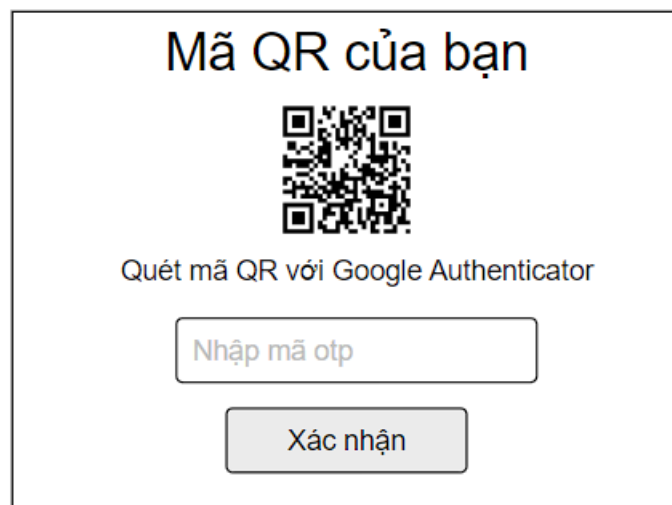 Mã QR của bạn
Quét mã QR với Google Authenticator
Nhập mã otp
Xác nhận